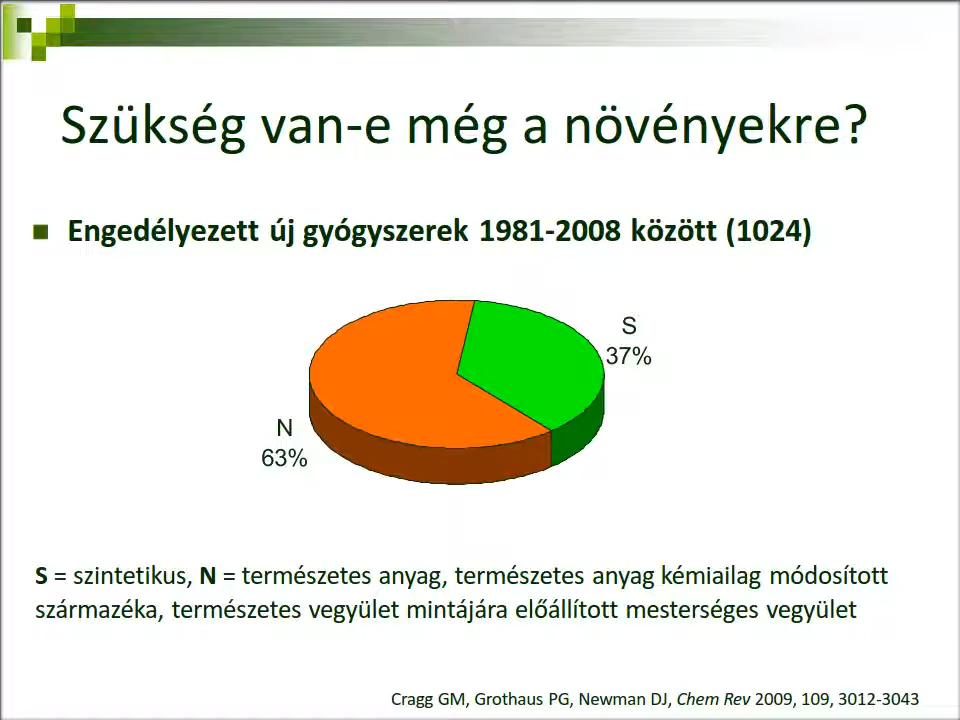 Szükség van-e még a növényekre?
Engedélyezett új gyógyszerek 1981-2008 között (1024)
S
37%
N
63%
S = szintetikus, N = természetes anyag, természetes anyag kémiailag módosított
származéka, természetes vegyület mintájára előállított mesterséges vegyület
Cragg GM, Grothaus PG, Newman DJ, Chem Rev 2009, 109, 3012-3043